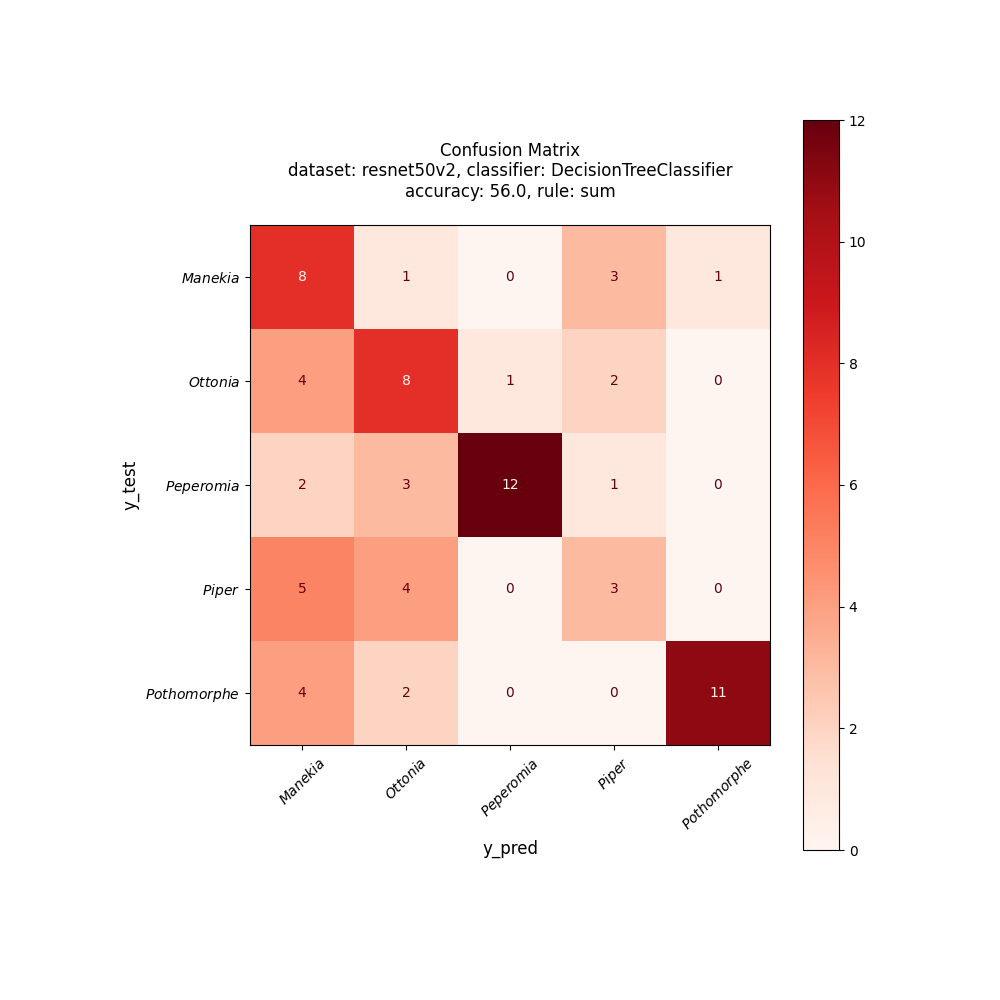 Confusion Matrix
dataset: resnet50v2, classifier: DecisionTreeClassifier
accuracy: 56.0, rule: sum
y_test
Manekia 8 1 0 3 1
Ottonia 4 8 1 2 0
Peperomia 2 3 12 1 0
Piper 5 4 0 3 0
Pothomorphe 4 2 0 0 11
Manekia Ottonia Peperomia Piper Pothomorphe
y_pred
12
10
8
6
4
2
0